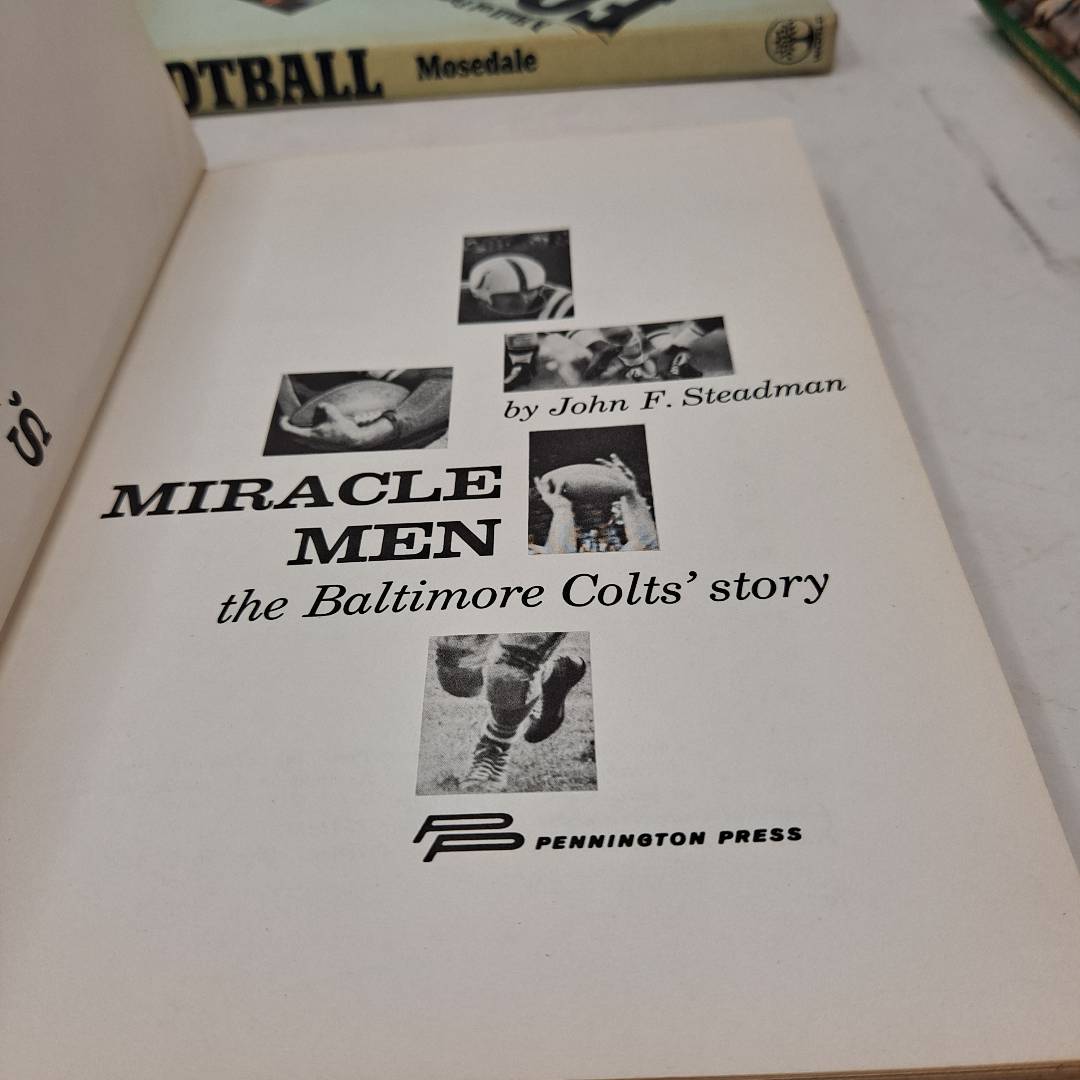 OTBALL Mosedale
by John F. Steadman
MIRACLE
MEN
the Baltimore Colts’ story
PENNINGTON PRESS